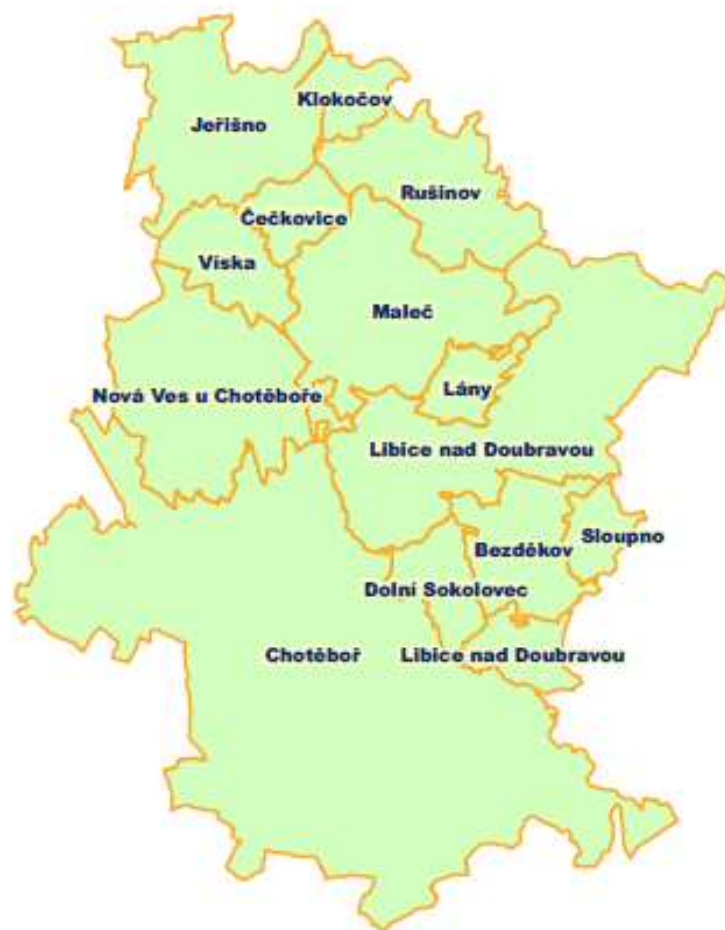 Klokočov
Jeřišno
Rušinov
Čečkovice
Víska
Maleč
Lány
Nová Ves u Chotěboře
Libice nad Doubravou
Sloupno
Bezděkov
Dolní Sokolovec
Chotěboř
Libice nad Doubravou